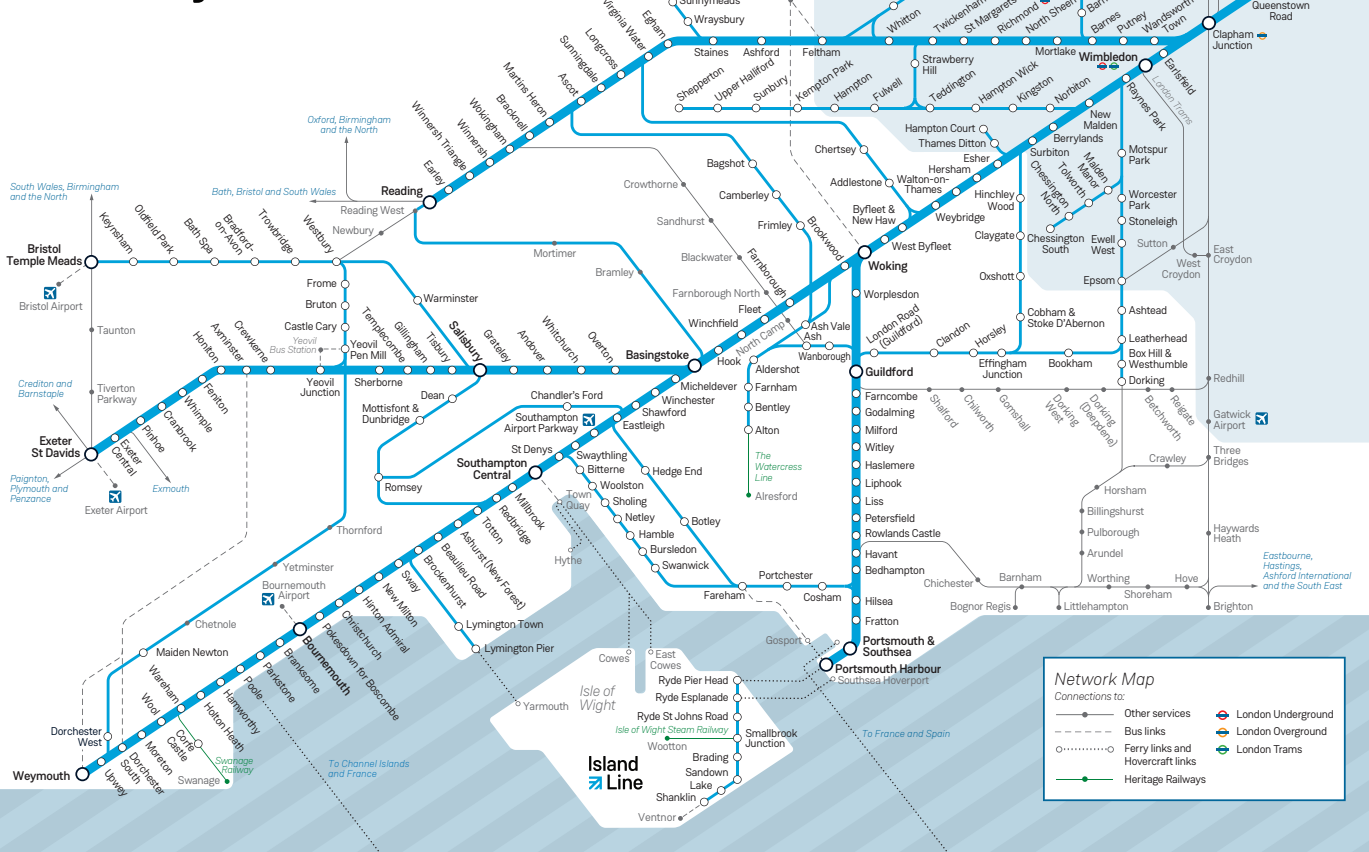 Sunnymeads
Wraysbury
Virginia Water
Egham
Longcross
Sunningdale
Ascot
Martins Heron
Bracknell
Wokingham
Winnersh
Winnersh Triangle
Earley
Reading
Reading West
Staines
Ashford
Feltham
Whitton
Twickenham
St Margarets
Richmond
North Sheen
Mortlake
Barnes
Putney
Wandsworth
Town
Queenstown
Road
Clapham
Junction
Wimbledon
Earlsfield
London Trams
Raynes Park
Strawberry
Hill
Shepperton
Upper Halliford
Sunbury
Kempton Park
Hampton
Fulwell
Teddington
Hampton Wick
Kingston
Norbiton
New
Malden
Berrylands
Surbiton
Hampton Court
Thames Ditton
Esher
Hersham
Walton-on-
Thames
Weybridge
Byfleet &
New Haw
West Byfleet
Chertsey
Addlestone
Woking
Brookwood
Motspur
Park
Malden
Manor
Tolworth
Chessington
North
Chessington
South
Worcester
Park
Stoneleigh
Ewell
West
Epsom
Sutton
West
Croydon
East
Croydon
Hinchley
Wood
Claygate
Oxshott
Cobham &
Stoke D'Abernon
Ashtead
Leatherhead
Box Hill &
Westhumble
Dorking
Bookham
Effingham
Junction
Horsley
Clandon
London Road
(Guildford)
Worplesdon
Guildford
Oxford, Birmingham
and the North
Bath, Bristol and South Wales
South Wales, Birmingham
and the North
Bristol
Temple Meads
Bristol Airport
Keynsham
Oldfield Park
Bath Spa
Bradford-
on-Avon
Trowbridge
Westbury
Newbury
Mortimer
Bramley
Bagshot
Camberley
Frimley
Crowthorne
Sandhurst
Blackwater
Farnborough North
North Camp
Farnborough
Fleet
Winchfield
Hook
Basingstoke
Ash Vale
Ash
Wanborough
Aldershot
Farnham
Bentley
Alton
The
Watercress
Line
Alresford
Taunton
Tiverton
Parkway
Crediton and
Barnstaple
Exeter
St Davids
Paignton,
Plymouth and
Penzance
Exeter Airport
Exmouth
Exeter
Central
Pinhoe
Cranbrook
Whimple
Feniton
Honiton
Axminster
Crewkerne
Yeovil
Bus Station
Yeovil
Junction
Yeovil
Pen Mill
Castle Cary
Bruton
Frome
Warminster
Sherborne
Templecombe
Gillingham
Tisbury
Salisbury
Grateley
Andover
Whitchurch
Overton
Dean
Mottisfont &
Dunbridge
Romsey
Chandler's Ford
Southampton
Airport Parkway
Micheldever
Winchester
Shawford
Eastleigh
St Denys
Southampton
Central
Swaythling
Bitterne
Woolston
Sholing
Netley
Hamble
Bursledon
Swanwick
Hedge End
Botley
Fareham
Portchester
Cosham
Town
Quay
Hythe
Millbrook
Redbridge
Totton
Ashurst (New Forest)
Beaulieu Road
Brockenhurst
Sway
New Milton
Hinton Admiral
Christchurch
Pokesdown for Boscombe
Bournemouth
Bournemouth
Airport
Branksome
Parkstone
Poole
Hamworthy
Holton Heath
Wareham
Wool
Moreton
Dorchester
South
Upwey
Weymouth
Dorchester
West
Maiden Newton
Chetnole
Yetminster
Thornford
Corfe
Castle
Swanage
Railway
Swanage
Lymington Town
Lymington Pier
Yarmouth
Isle of
Wight
Cowes
East
Cowes
Ryde Pier Head
Ryde Esplanade
Ryde St Johns Road
Isle of Wight Steam Railway
Wootton
Smallbrook
Junction
Brading
Sandown
Lake
Shanklin
Ventnor
Island
Line
To Channel Islands
and France
To France and Spain
Farncombe
Godalming
Milford
Witley
Haslemere
Liphook
Liss
Petersfield
Rowlands Castle
Havant
Bedhampton
Hilsea
Fratton
Portsmouth &
Southsea
Portsmouth Harbour
Southsea Hoverport
Gosport
Shalford
Chilworth
Gomshall
Dorking
West
Dorking
(Deepdene)
Betchworth
Reigate
Redhill
Gatwick
Airport
Three
Bridges
Crawley
Horsham
Billingshurst
Pulborough
Arundel
Haywards
Heath
Chichester
Barnham
Bognor Regis
Littlehampton
Worthing
Shoreham
Hove
Brighton
Eastbourne,
Hastings,
Ashford International
and the South East
Network Map
Connections to:
Other services
Bus links
Ferry links and
Hovercraft links
Heritage Railways
London Underground
London Overground
London Trams